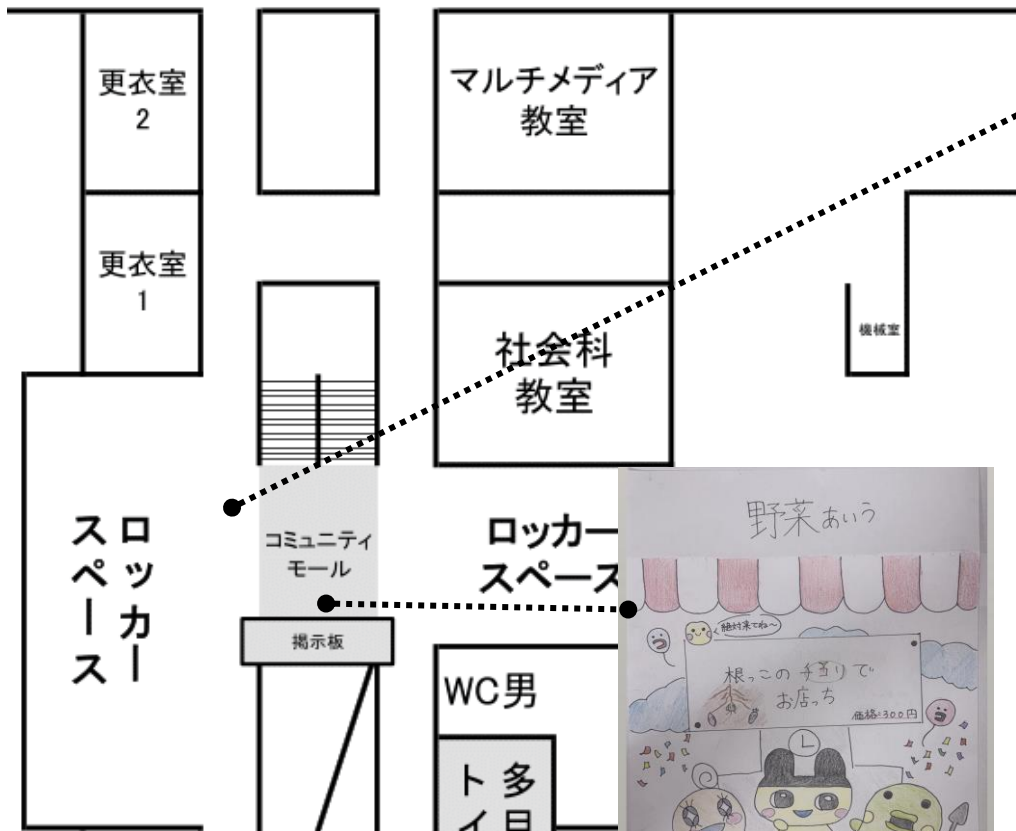 更衣室
2
マルチメディア
教室
更衣室
1
社会科
教室
機械室
ロッカー
スペース
コミュニティ
モール
ロッカー
スペース
掲示板
WC男
多目
トイ
野菜あいう
絶対来てね～
根っこの で
お店っち
価格:300円